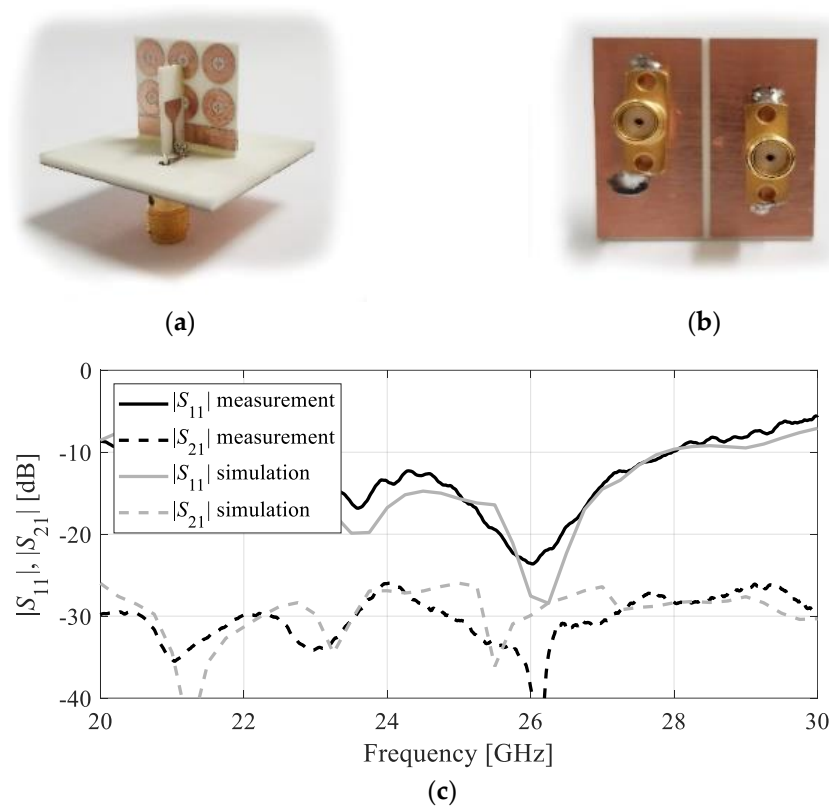 (a)
(b)
0
-10
-20
-30
-40
|S11|, |S21| [dB]
|S11| measurement
|S21| measurement
|S11| simulation
|S21| simulation
20
22
24
26
28
30
Frequency [GHz]
(c)